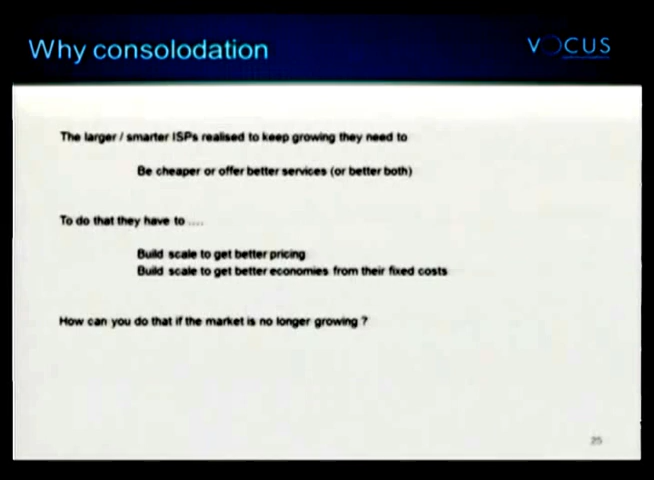 Why consolodation
VOCUS
The larger / smarter ISPs realised to keep growing they need to
Be cheaper or offer better services (or better both)
To do that they have to ....
Build scale to get better pricing
Build scale to get better economies from their fixed costs
How can you do that if the market is no longer growing ?
25